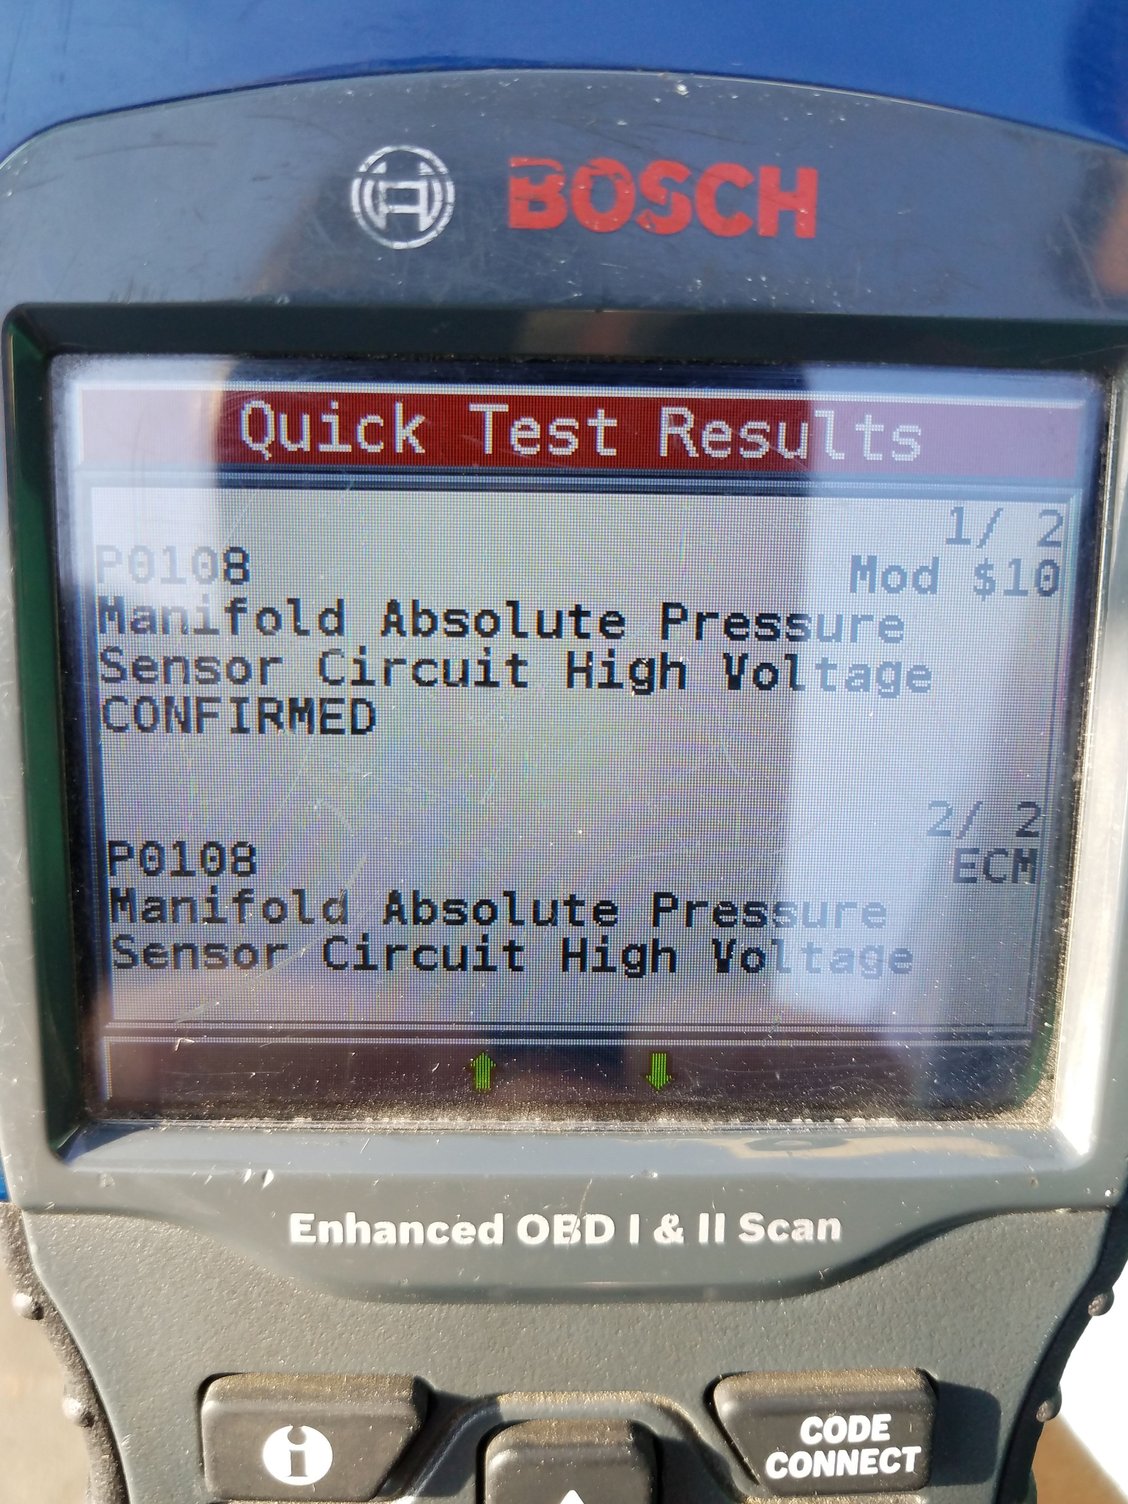 BOSCH
Quick Test Results
1/ 2
P0108 Mod $10
Manifold Absolute Pressure
Sensor Circuit High Voltage
CONFIRMED
2/ 2
P0108 ECM
Manifold Absolute Pressure
Sensor Circuit High Voltage
Enhanced OBD I & II Scan
i
CODE
CONNECT